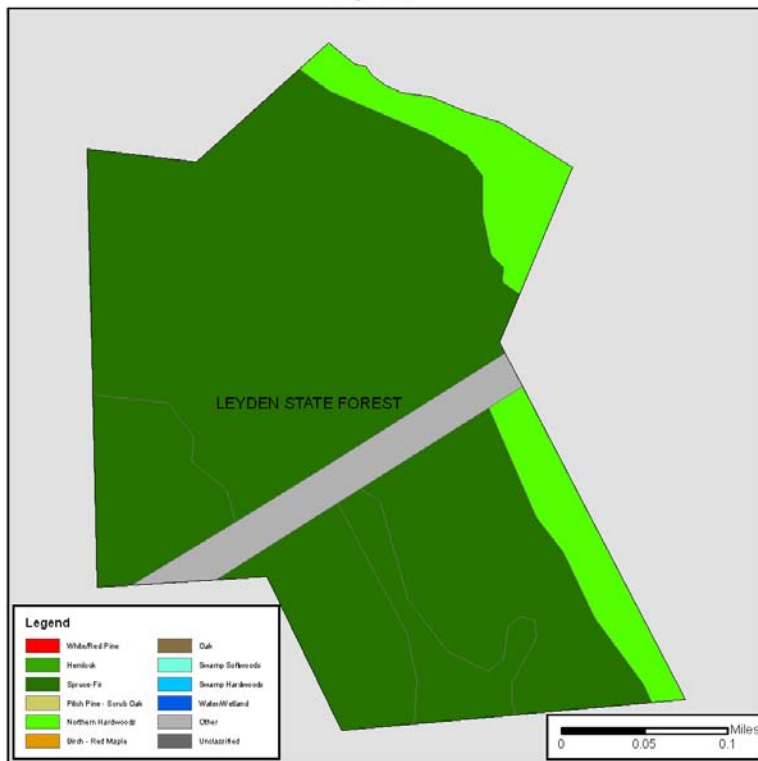 LEYDEN STATE FOREST
Legend
White/Red Pine
Hemlock
Spruce-Fir
Pitch Pine - Scrub Oak
Northern Hardwoods
Birch - Red Maple
Oak
Swamp Softwoods
Swamp Hardwoods
Water/Wetland
Other
Unclassified
Miles
0 0.05 0.1